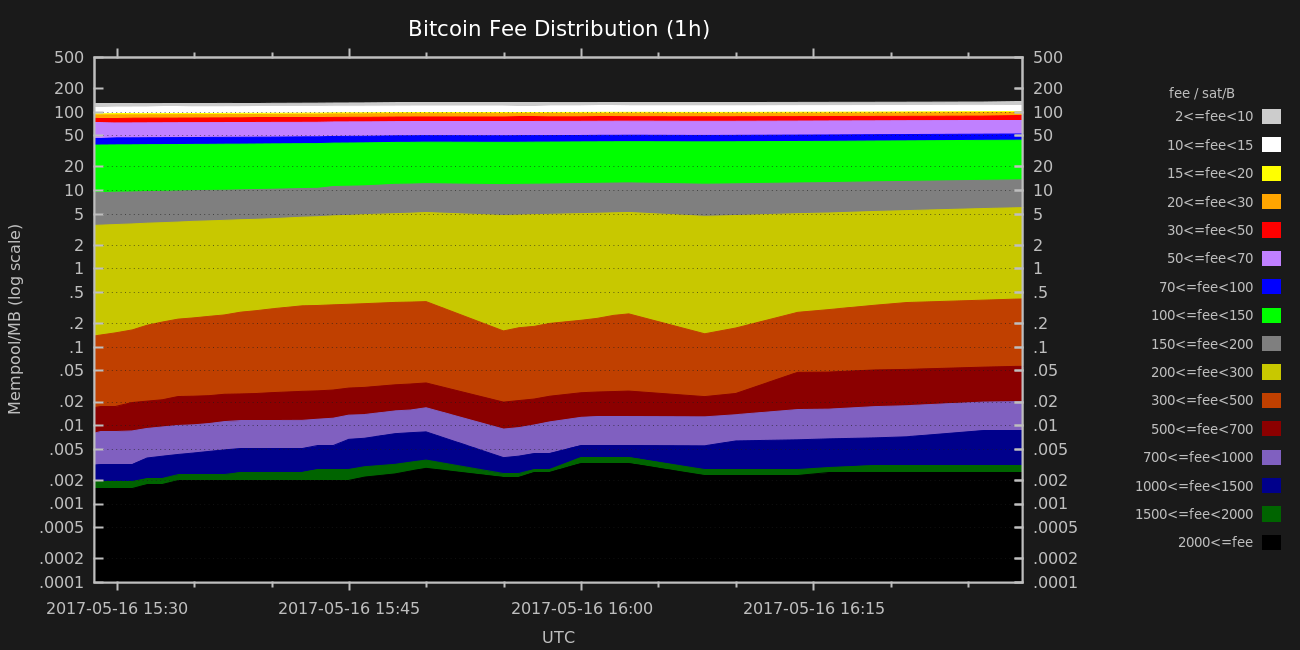 Bitcoin Fee Distribution (1h)
500
200
100
50
20
10
5
2
1
.5
.2
.1
.05
.02
.01
.005
.002
.001
.0005
.0002
.0001
Mempool/MB (log scale)
500
200
100
50
20
10
5
2
1
.5
.2
.1
.05
.02
.01
.005
.002
.001
.0005
.0002
.0001
2017-05-16 15:30
2017-05-16 15:45
2017-05-16 16:00
2017-05-16 16:15
UTC
fee / sat/B
2<=fee<10
10<=fee<15
15<=fee<20
20<=fee<30
30<=fee<50
50<=fee<70
70<=fee<100
100<=fee<150
150<=fee<200
200<=fee<300
300<=fee<500
500<=fee<700
700<=fee<1000
1000<=fee<1500
1500<=fee<2000
2000<=fee